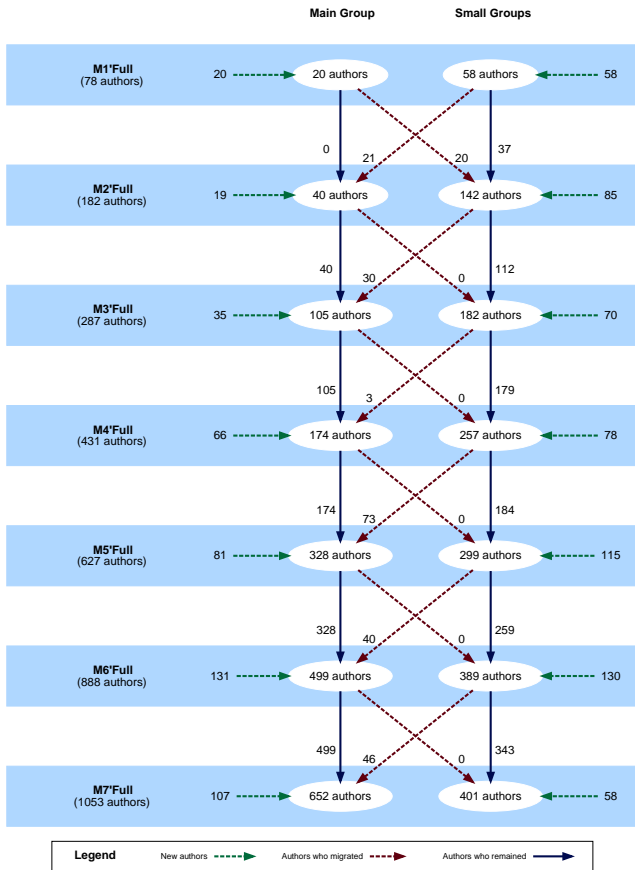 Main Group Small Groups
M1'Full
(78 authors)
20 20 authors 58 authors 58
0 21 20 37
M2'Full
(182 authors)
19 40 authors 142 authors 85
40 30 0 112
M3'Full
(287 authors)
35 105 authors 182 authors 70
105 3 0 179
M4'Full
(431 authors)
66 174 authors 257 authors 78
174 73 0 184
M5'Full
(627 authors)
81 328 authors 299 authors 115
328 40 0 259
M6'Full
(888 authors)
131 499 authors 389 authors 130
499 46 0 343
M7'Full
(1053 authors)
107 652 authors 401 authors 58
Legend New authors Authors who migrated Authors who remained